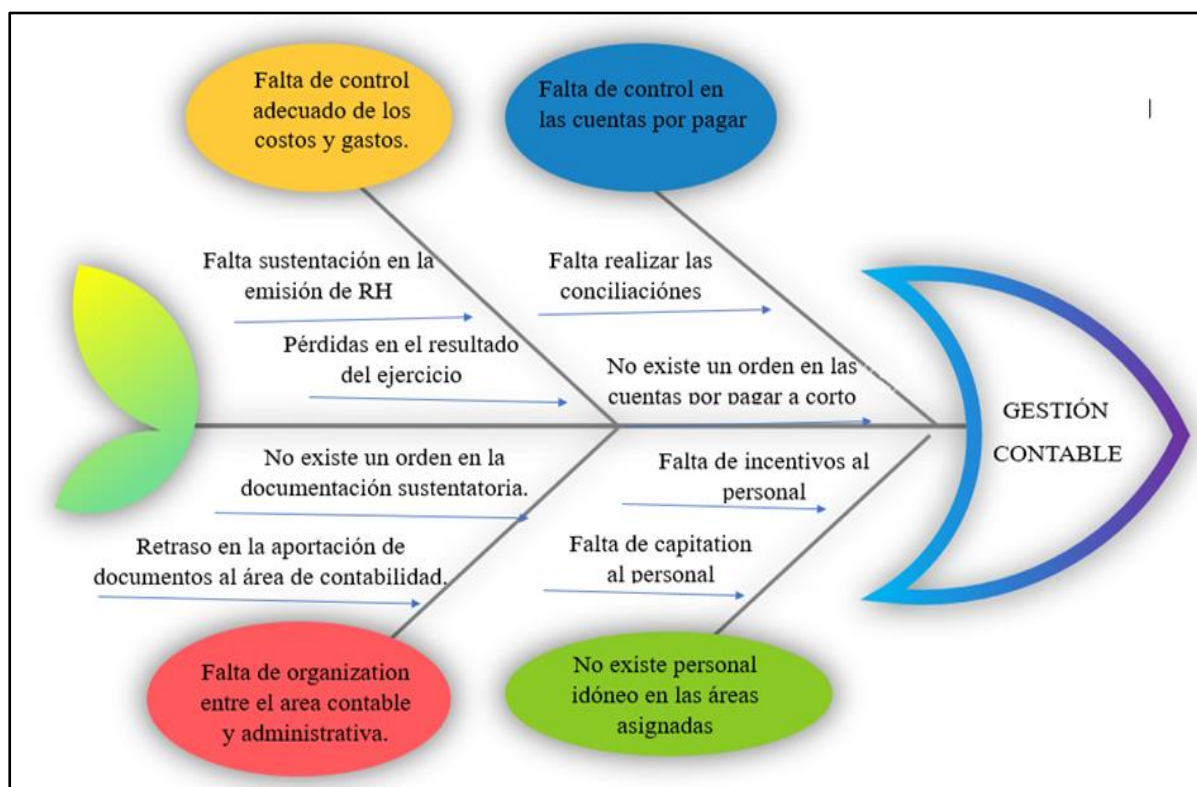 Falta de control
adecuado de los
costos y gastos.
Falta de control en
las cuentas por pagar
Falta sustentación en la
emisión de RH
Falta realizar las
conciliaciónes
Pérdidas en el resultado
del ejercicio
No existe un orden en las
cuentas por pagar a corto
GESTIÓN
CONTABLE
No existe un orden en la
documentación sustentatoria.
Falta de incentivos al
personal
Retraso en la aportación de
documentos al área de contabilidad.
Falta de capitation
al personal
Falta de organization
entre el area contable
y administrativa.
No existe personal
idóneo en las áreas
asignadas